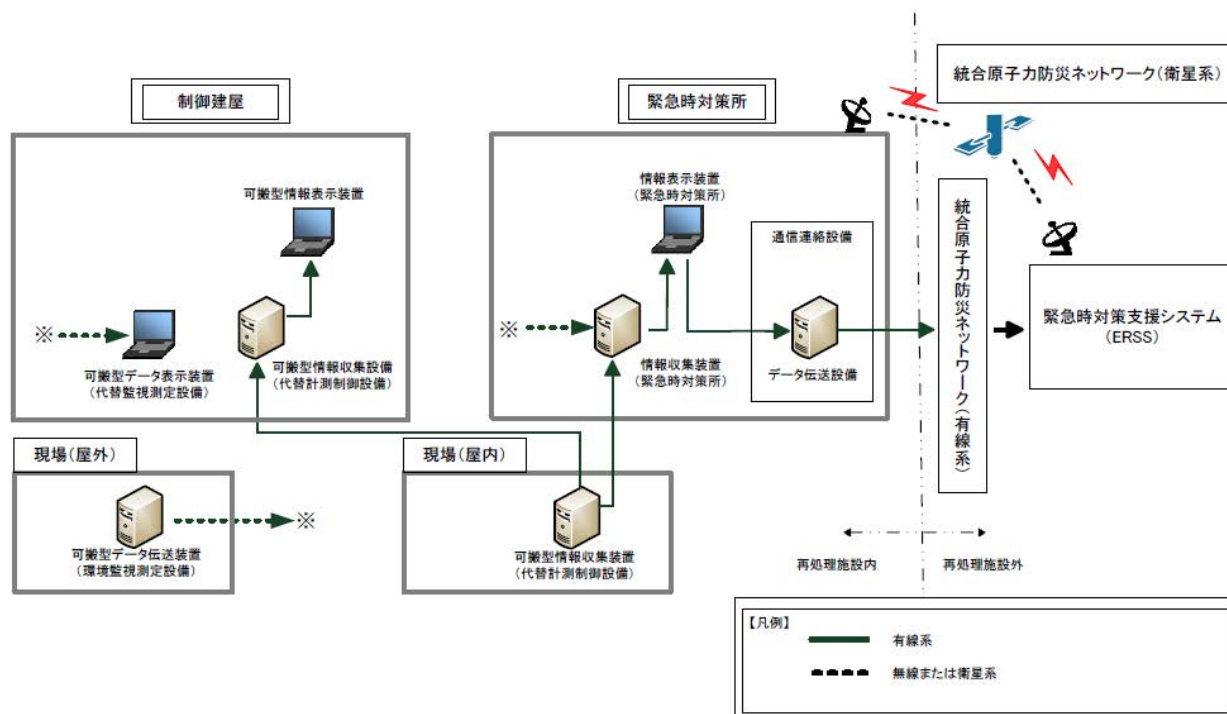 統合原子力防災ネットワーク(衛星系)
制御建屋
緊急時対策所
可搬型情報表示装置
※
可搬型データ表示装置
(代替監視測定設備)
可搬型情報収集設備
(代替計測制御設備)
情報表示装置
(緊急時対策所)
※
情報収集装置
(緊急時対策所)
通信連絡設備
データ伝送設備
統合原子力防災ネットワーク(有線系)
緊急時対策支援システム
(ERSS)
現場(屋外)
可搬型データ伝送装置
(環境監視測定設備)
※
現場(屋内)
可搬型情報収集装置
(代替計測制御設備)
再処理施設内
再処理施設外
【凡例】
有線系
無線または衛星系